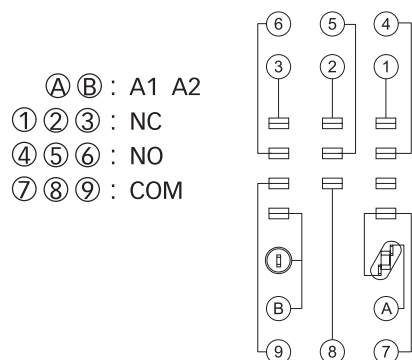 Ⓐ Ⓑ : A1 A2
① ② ③ : NC
④ ⑤ ⑥ : NO
⑦ ⑧ ⑨ : COM
6 5 4
3 2 1
B A
9 8 7